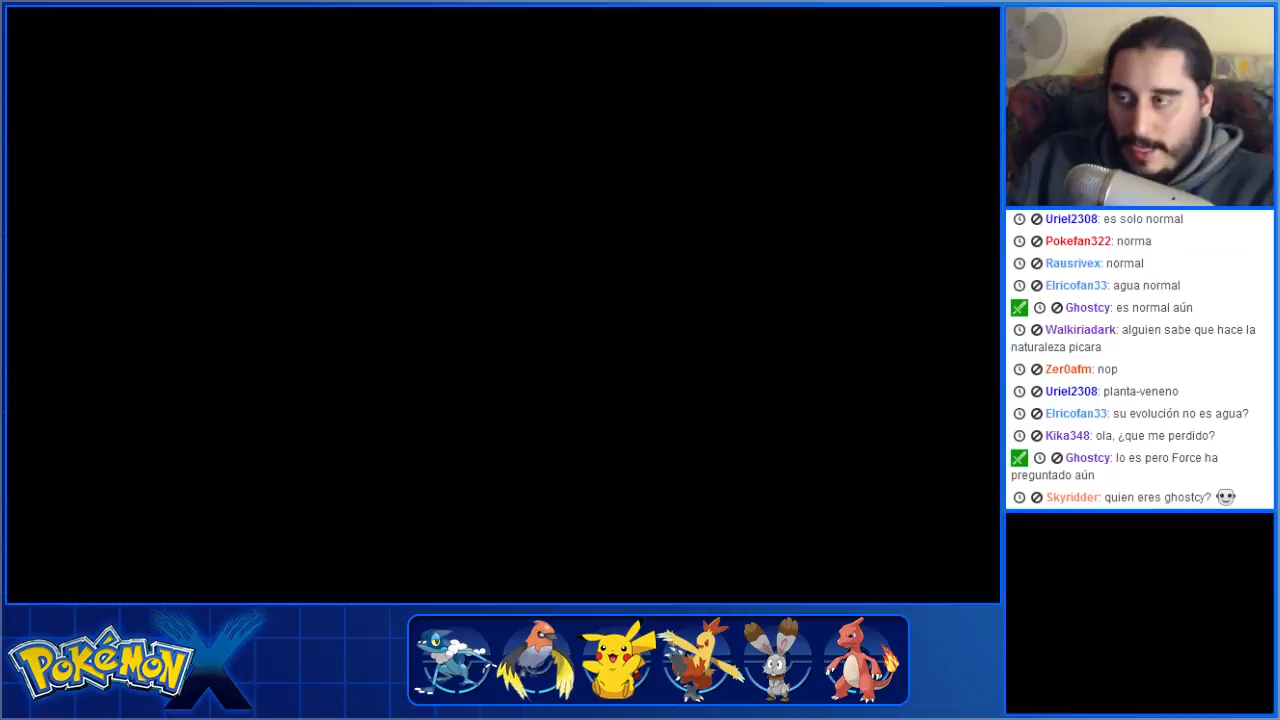 Uriel2308: es solo normal
Pokefan322: norma
Rausrivex: normal
Elricofan33: agua normal
Ghostcy: es normal aún
Walkiriadark: alguien sabe que hace la
naturaleza picara
Zer0afm: nop
Uriel2308: planta-veneno
Elricofan33: su evolución no es agua?
Kika348: ola, ¿que me perdido?
Ghostcy: lo es pero Force ha
preguntado aún
Skyridder: quien eres ghostcy?
POKéMON X